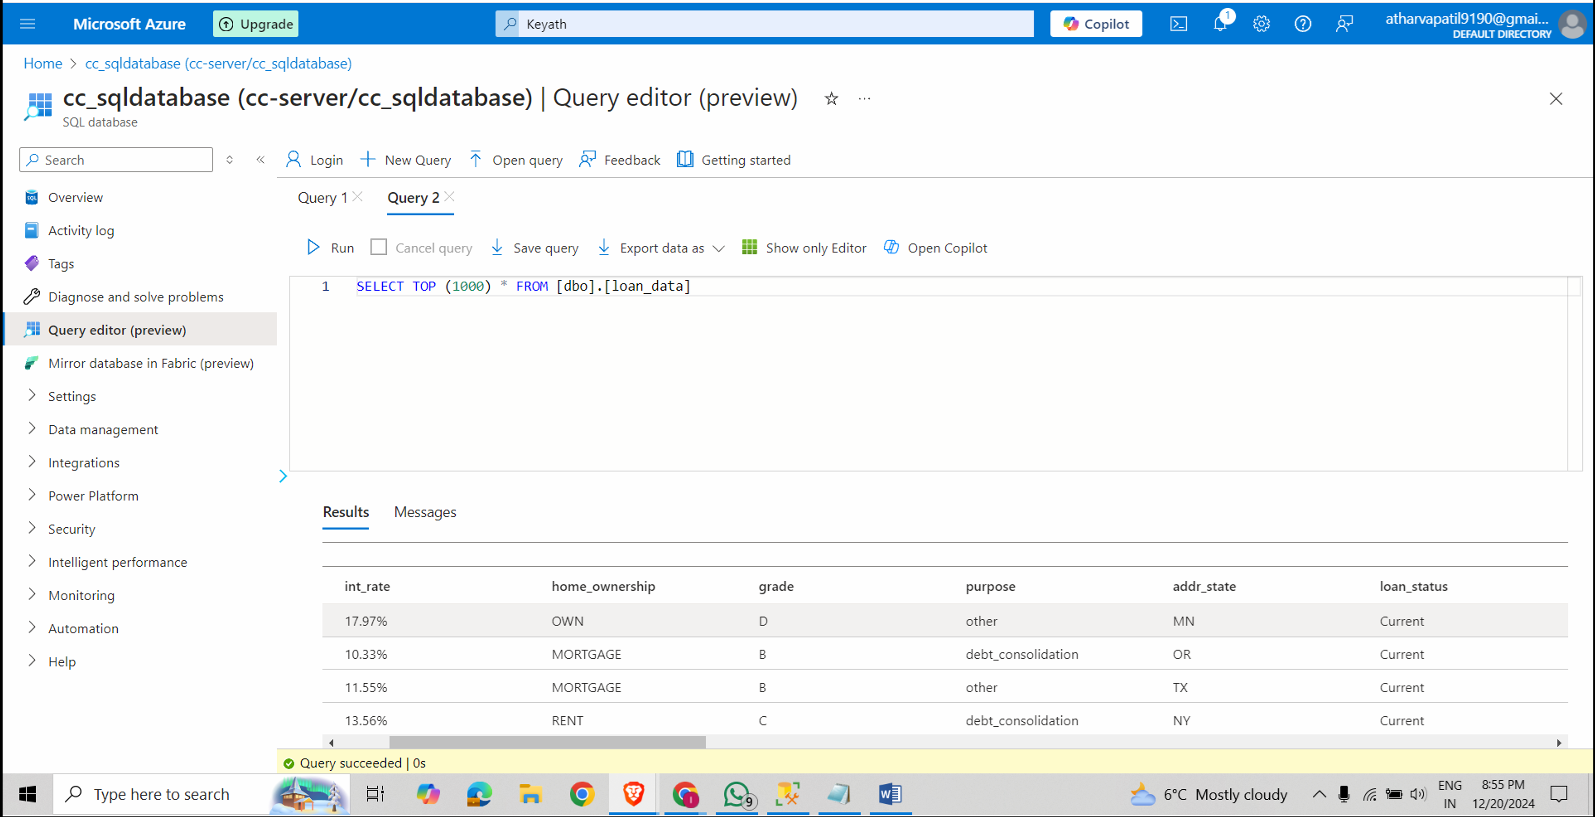 Microsoft Azure
Upgrade
Keyath
Copilot
1
atharvapatil9190@gmai...
DEFAULT DIRECTORY
Home > cc_sqldatabase (cc-server/cc_sqldatabase)
cc_sqldatabase (cc-server/cc_sqldatabase) | Query editor (preview)
SQL database
Search
Login
New Query
Open query
Feedback
Getting started
Overview
Activity log
Tags
Diagnose and solve problems
Query editor (preview)
Mirror database in Fabric (preview)
Settings
Data management
Integrations
Power Platform
Security
Intelligent performance
Monitoring
Automation
Help
Query 1
Query 2
Run
Cancel query
Save query
Export data as
Show only Editor
Open Copilot
1 SELECT TOP (1000) * FROM [dbo].[loan_data]
Results
Messages
int_rate home_ownership grade purpose addr_state loan_status
17.97% OWN D other MN Current
10.33% MORTGAGE B debt_consolidation OR Current
11.55% MORTGAGE B other TX Current
13.56% RENT C debt_consolidation NY Current
Query succeeded | 0s
Type here to search
9
6°C Mostly cloudy
ENG
IN
8:55 PM
12/20/2024